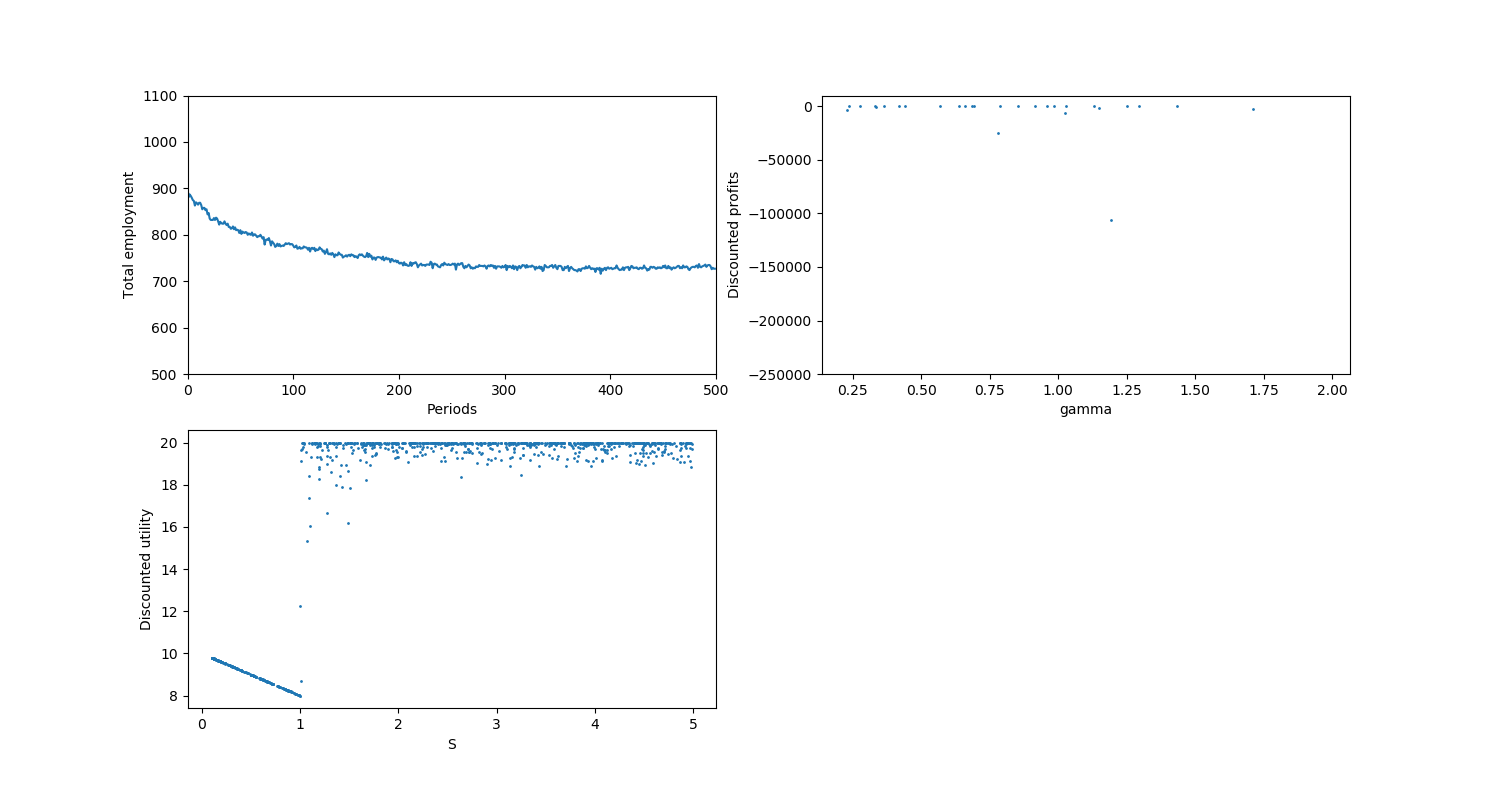 1100
1000
900
800
700
600
500
Total employment
0 100 200 300 400 500
Periods
0
−50000
−100000
−150000
−200000
−250000
Discounted profits
0.25 0.50 0.75 1.00 1.25 1.50 1.75 2.00
gamma
20
18
16
14
12
10
8
Discounted utility
0 1 2 3 4 5
S